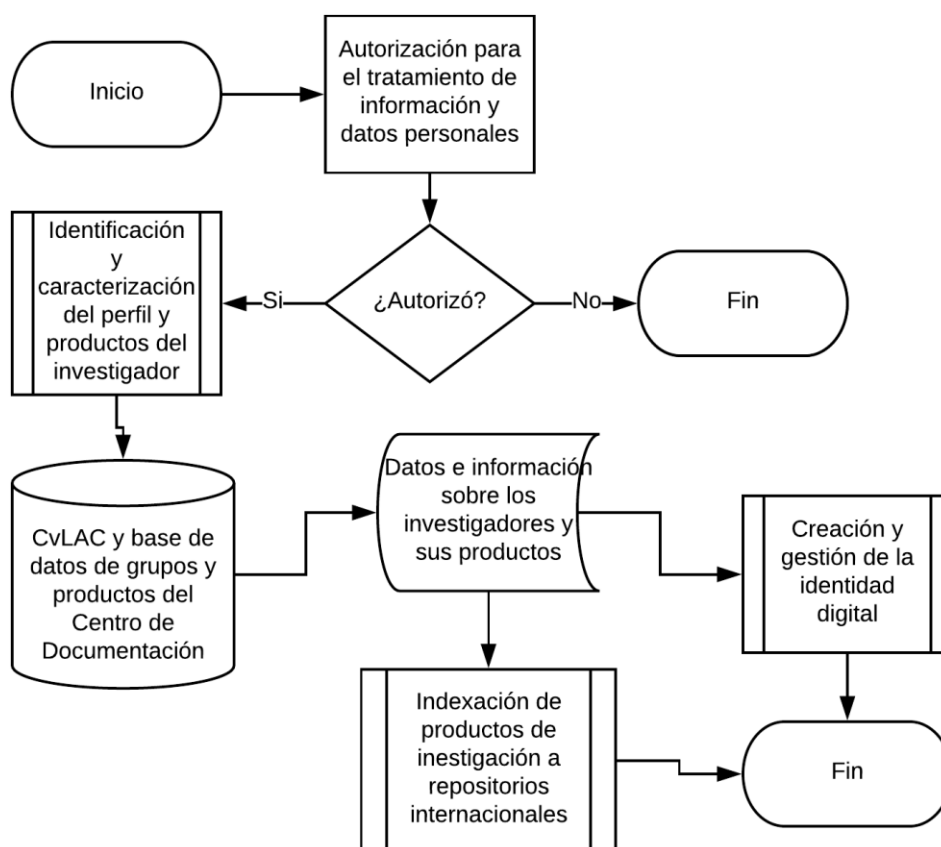 Inicio
Autorización para
el tratamiento de
información y
datos personales
¿Autorizó?
Si
No
Fin
Identificación
y
caracterización
del perfil y
productos del
investigador
CvLAC y base de
datos de grupos y
productos del
Centro de
Documentación
Datos e información
sobre los
investigadores y
sus productos
Creación y
gestión de la
identidad
digital
Indexación de
productos de
inestigación a
repositorios
internacionales
Fin